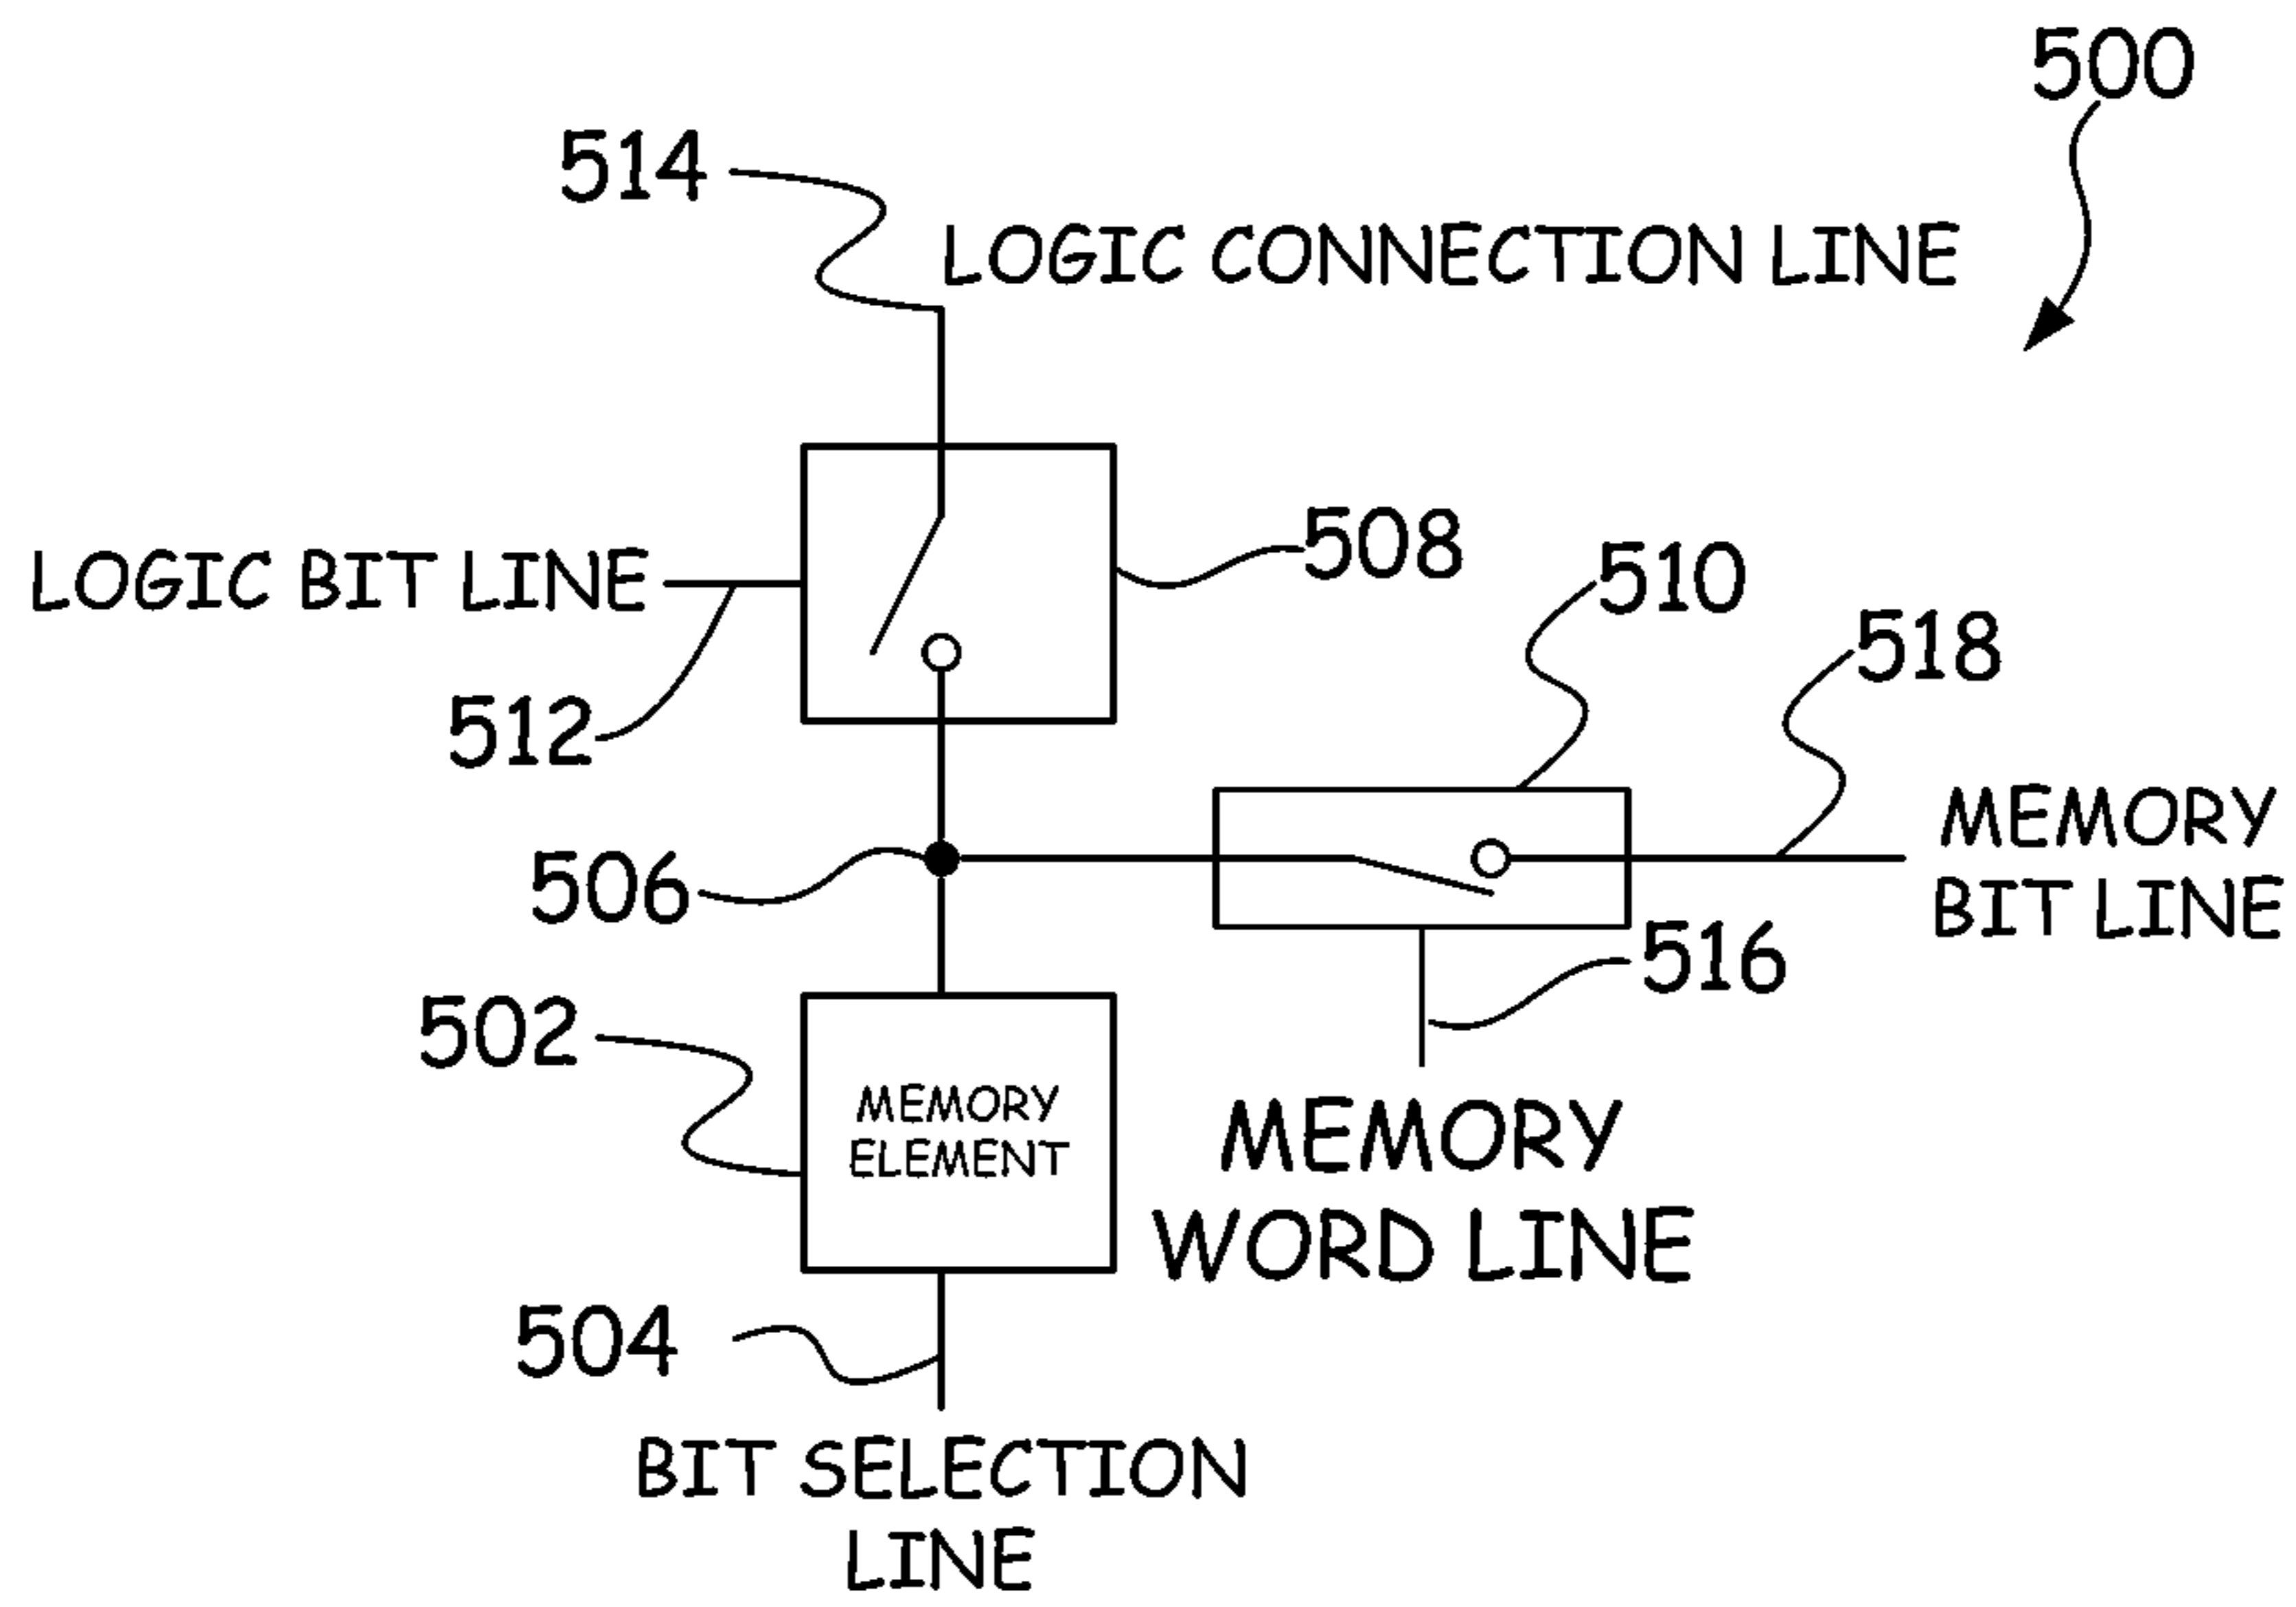 500
514
LOGIC CONNECTION LINE
508
LOGIC BIT LINE
510
518
512
MEMORY
BIT LINE
506
516
502
MEMORY
ELEMENT
MEMORY
WORD LINE
504
BIT SELECTION
LINE